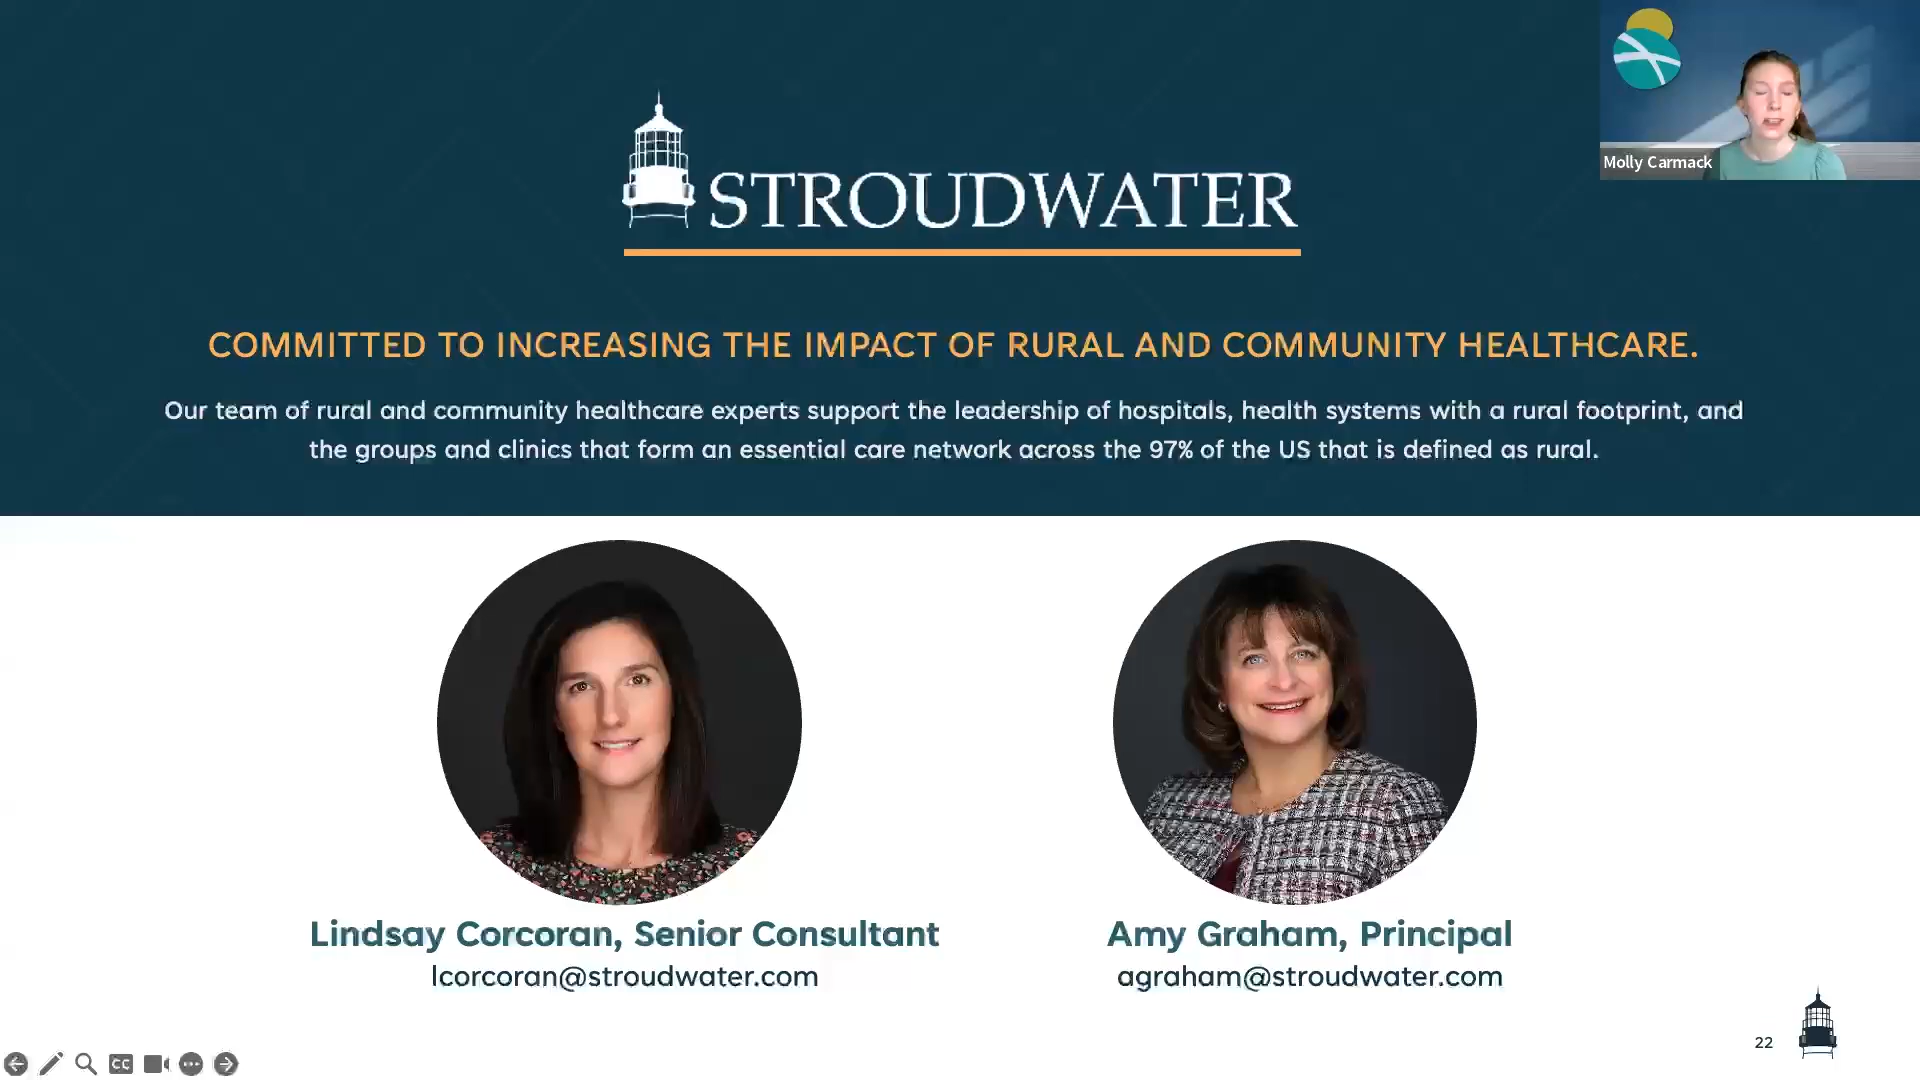 Molly Carmack
STROUDWATER
COMMITTED TO INCREASING THE IMPACT OF RURAL AND COMMUNITY HEALTHCARE.
Our team of rural and community healthcare experts support the leadership of hospitals, health systems with a rural footprint, and
the groups and clinics that form an essential care network across the 97% of the US that is defined as rural.
Lindsay Corcoran, Senior Consultant
lcorcoran@stroudwater.com
Amy Graham, Principal
agraham@stroudwater.com
22
CC